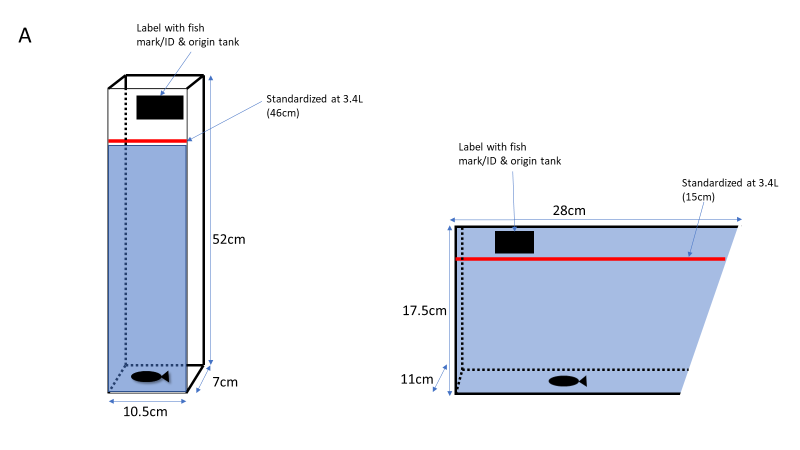 A
Label with fish
mark/ID & origin tank
Standardized at 3.4L
(46cm)
52cm
7cm
10.5cm
Label with fish
mark/ID & origin tank
Standardized at 3.4L
(15cm)
28cm
17.5cm
11cm